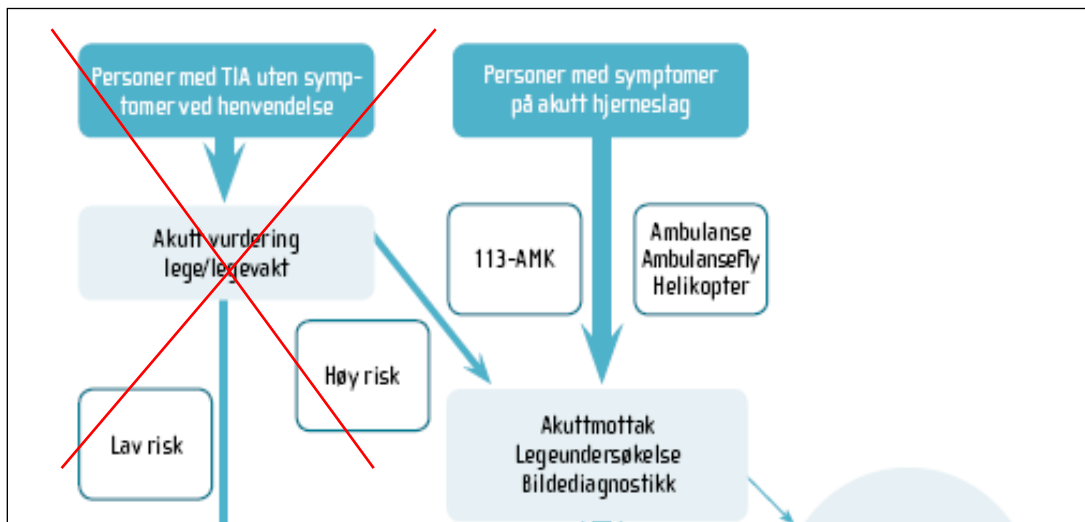 Personer med TIA uten symp-
tomer ved henvendelse
Personer med symptomer
på akutt hjerneslag
Akutt vurdering
lege/legevakt
113-AMK
Ambulanse
Ambulansefly
Helikopter
Høy risk
Lav risk
Akuttmottak
Legeundersøkelse
Bildediagnostikk